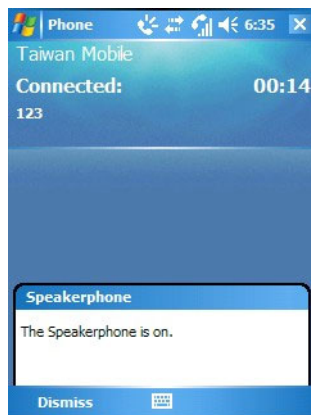 Phone 6:35
Taiwan Mobile
Connected: 00:14
123
Speakerphone
The Speakerphone is on.
Dismiss